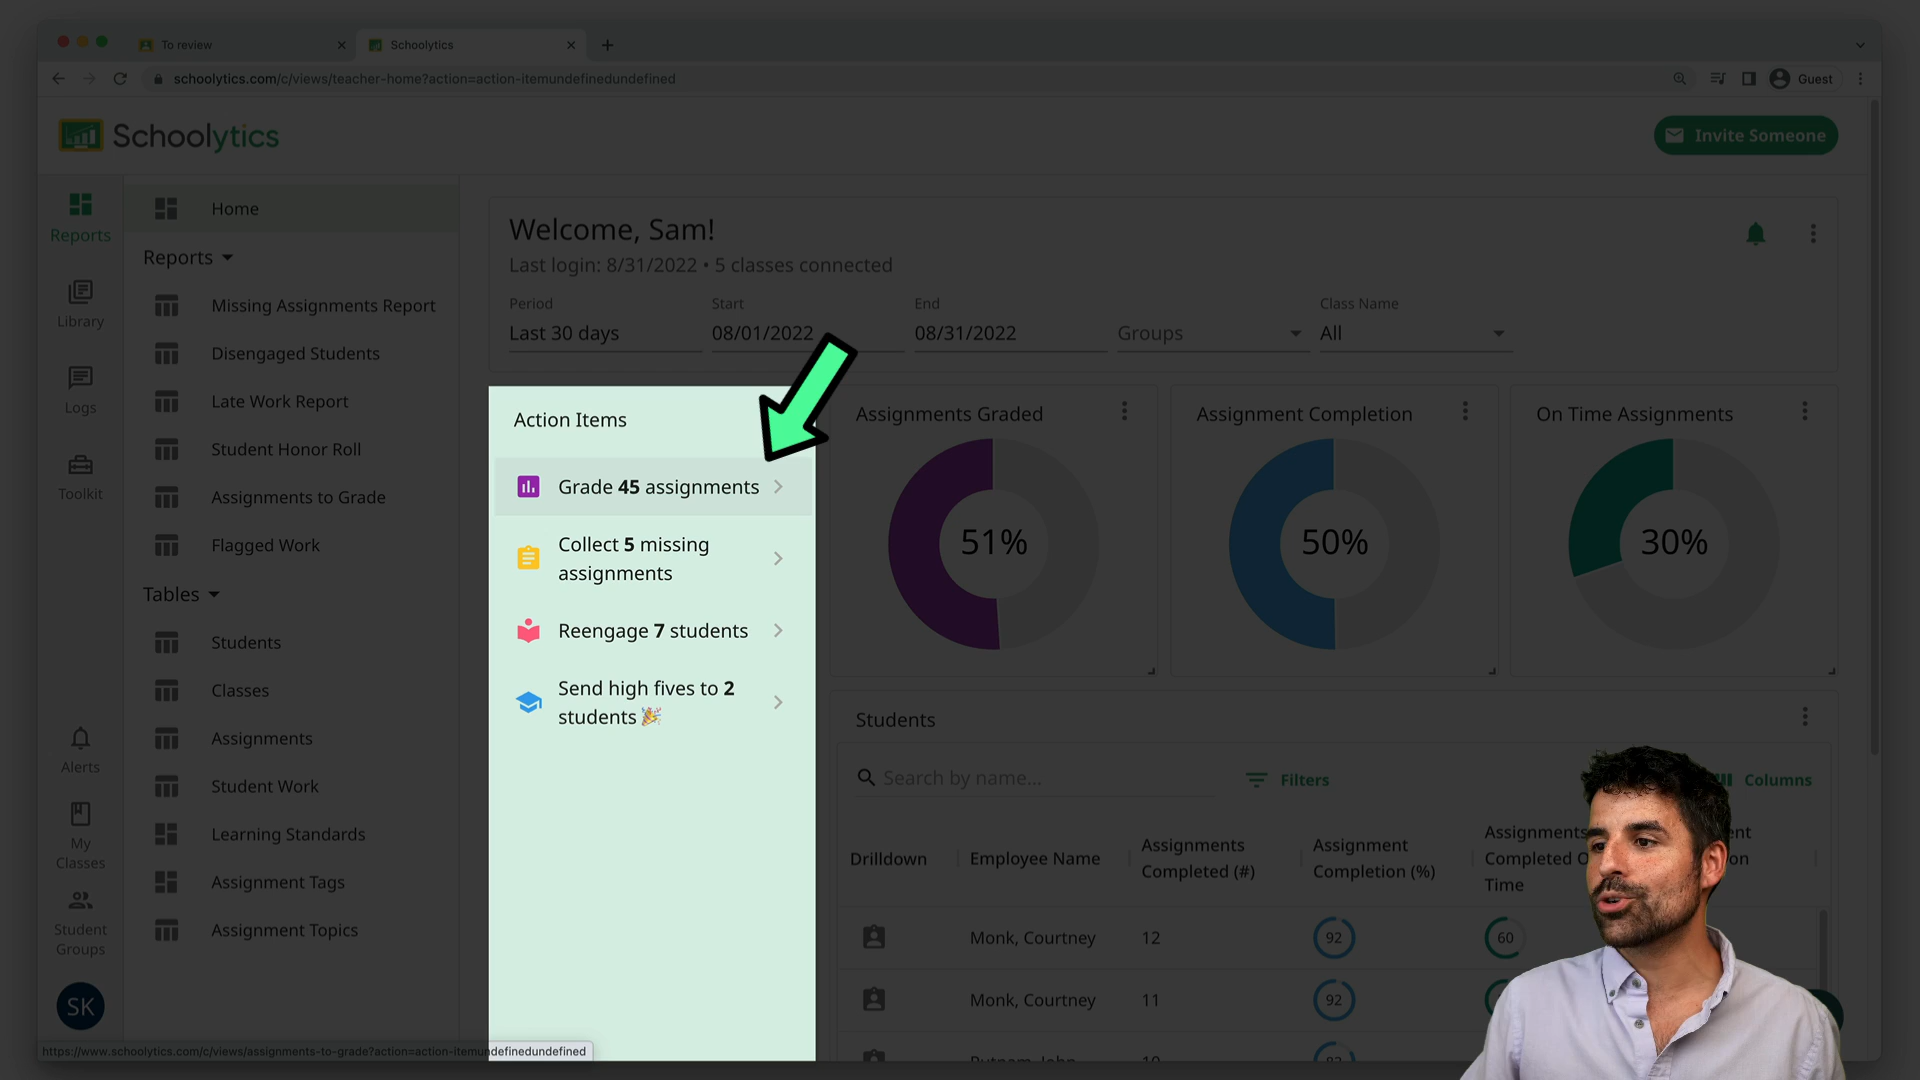 To review
Schoolytics
schoolytics.com/c/views/teacher-home?action=action-itemundefinedundefined
Guest
Schoolytics
Invite Someone
Reports
Library
Logs
Toolkit
Alerts
My
Classes
Student
Groups
SK
Home
Reports
Missing Assignments Report
Disengaged Students
Late Work Report
Student Honor Roll
Assignments to Grade
Flagged Work
Tables
Students
Classes
Assignments
Student Work
Learning Standards
Assignment Tags
Assignment Topics
Welcome, Sam!
Last login: 8/31/2022 • 5 classes connected
Period
Start
End
Class Name
Last 30 days
08/01/2022
08/31/2022
Groups
All
Action Items
Grade 45 assignments
Collect 5 missing
assignments
Reengage 7 students
Send high fives to 2
students 🎉
Assignments Graded
51%
Assignment Completion
50%
On Time Assignments
30%
Students
Search by name...
Filters
Columns
Drilldown
Employee Name
Assignments
Completed (#)
Assignment
Completion (%)
Assignments
Completed O
Time
Monk, Courtney
12
92
60
Monk, Courtney
11
92
https://www.schoolytics.com/c/views/assignments-to-grade?action=action-itemundefinedundefined